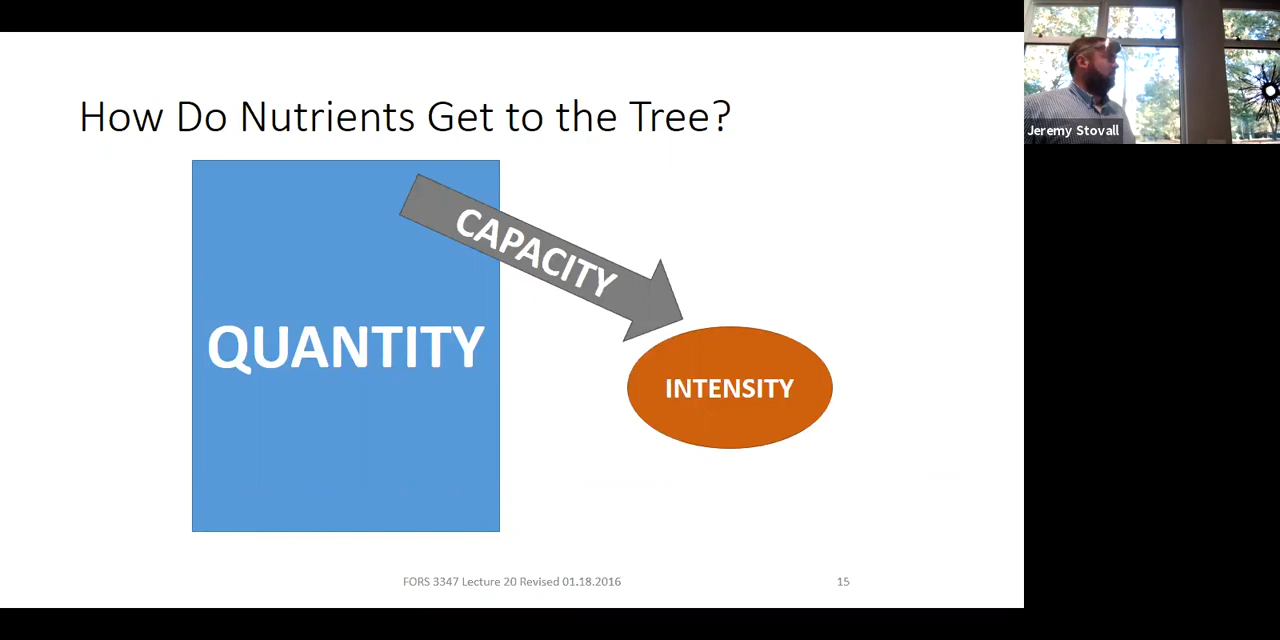 How Do Nutrients Get to the Tree?
CAPACITY
QUANTITY
INTENSITY
FORS 3347 Lecture 20 Revised 01.18.2016
15
Jeremy Stovall